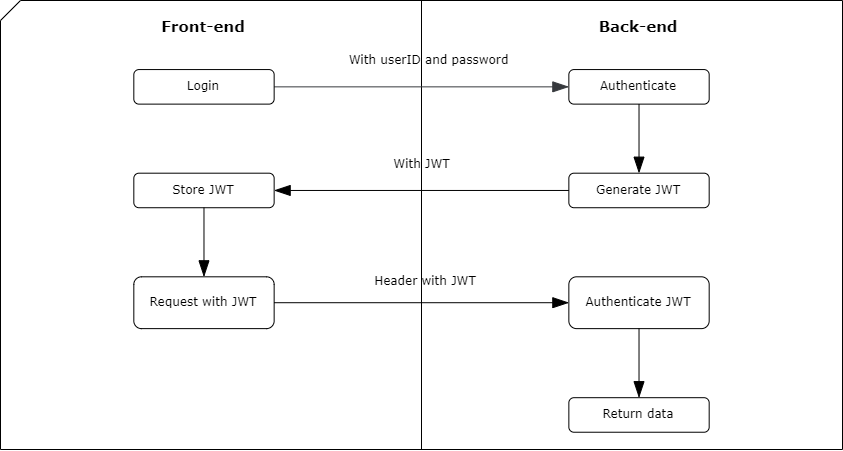 Front-end
Back-end
With userID and password
Login
Authenticate
With JWT
Store JWT
Generate JWT
Header with JWT
Request with JWT
Authenticate JWT
Return data